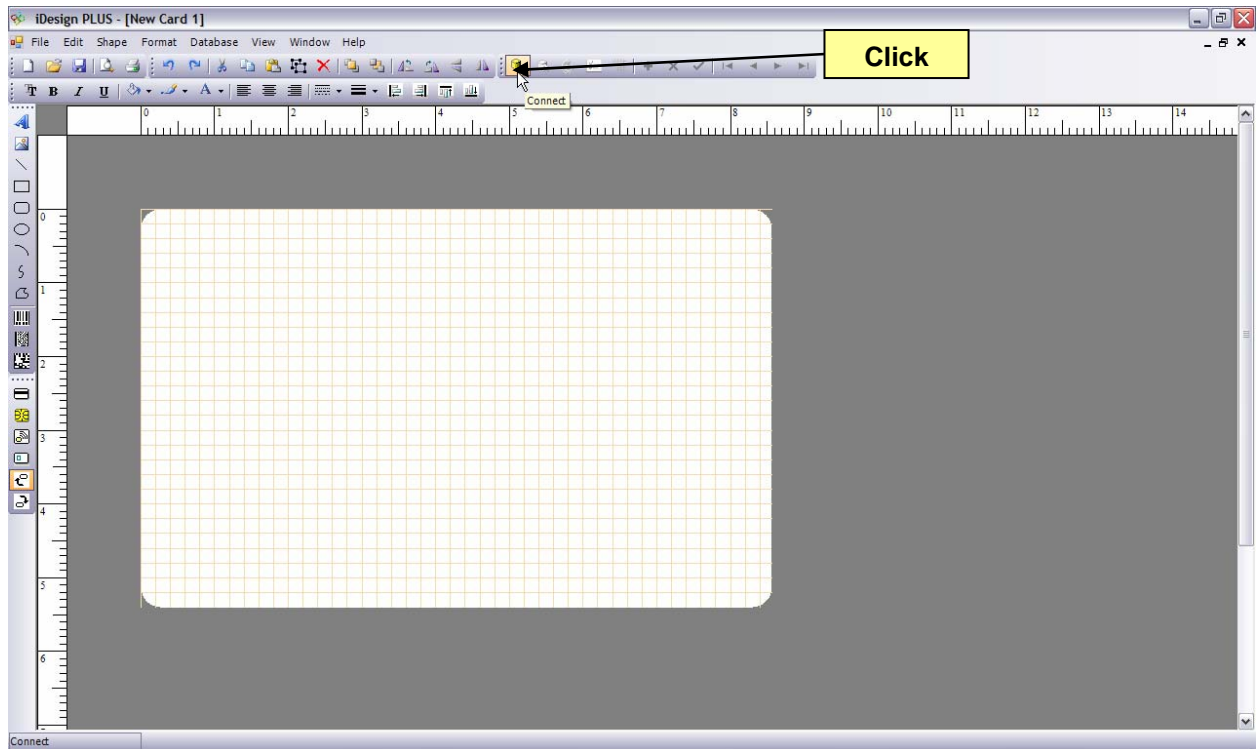 iDesign PLUS - [New Card 1]
File Edit Shape Format Database View Window Help
Click
T B I U A
Connect
0 1 2 3 4 5 6 7 8 9 10 11 12 13 14
0
1
2
3
4
5
6
Connect